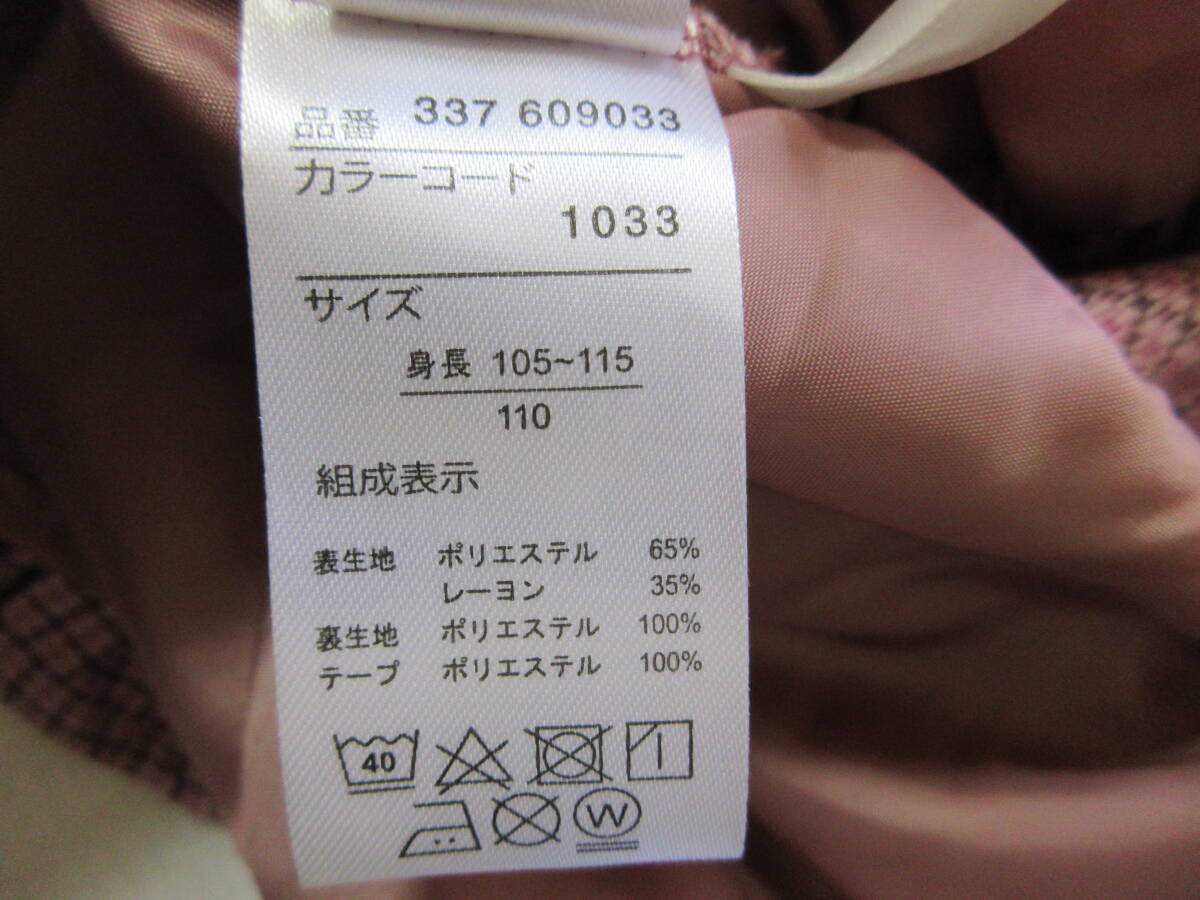 品番 337 609033
カラーコード
1033
サイズ
身長 105~115
110
組成表示
表生地 ポリエステル 65%
レーヨン 35%
裏生地 ポリエステル 100%
テープ ポリエステル 100%
40
W